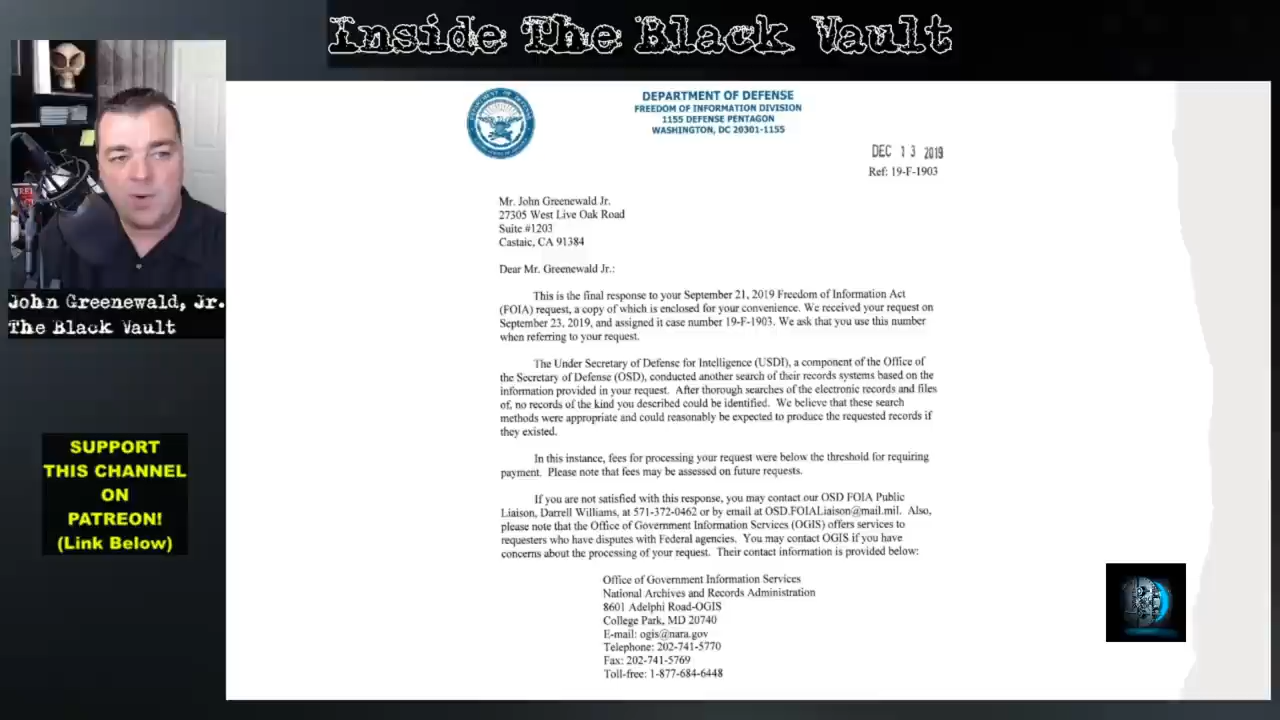 Inside The Black Vault
DEPARTMENT OF DEFENSE
FREEDOM OF INFORMATION DIVISION
1155 DEFENSE PENTAGON
WASHINGTON, DC 20301-1155
DEC 13 2019
Ref: 19-F-1903
Mr. John Greenewald Jr.
27305 West Live Oak Road
Suite #1203
Castaic, CA 91384
Dear Mr. Greenewald Jr.:
This is the final response to your September 21, 2019 Freedom of Information Act
(FOIA) request, a copy of which is enclosed for your convenience. We received your request on
September 23, 2019, and assigned it case number 19-F-1903. We ask that you use this number
when referring to your request.
The Under Secretary of Defense for Intelligence (USDI), a component of the Office of
the Secretary of Defense (OSD), conducted another search of their records systems based on the
information provided in your request. After thorough searches of the electronic records and files
of, no records of the kind you described could be identified. We believe that these search
methods were appropriate and could reasonably be expected to produce the requested records if
they existed.
In this instance, fees for processing your request were below the threshold for requiring
payment. Please note that fees may be assessed on future requests.
If you are not satisfied with this response, you may contact our OSD FOIA Public
Liaison, Darrell Williams, at 571-372-0462 or by email at OSD.FOIALiaison@mail.mil. Also,
please note that the Office of Government Information Services (OGIS) offers services to
requesters who have disputes with Federal agencies. You may contact OGIS if you have
concerns about the processing of your request. Their contact information is provided below:
Office of Government Information Services
National Archives and Records Administration
8601 Adelphi Road-OGIS
College Park, MD 20740
E-mail: ogis@nara.gov
Telephone: 202-741-5770
Fax: 202-741-5769
Toll-free: 1-877-684-6448
John Greenewald, Jr.
The Black Vault
SUPPORT
THIS CHANNEL
ON
PATREON!
(Link Below)